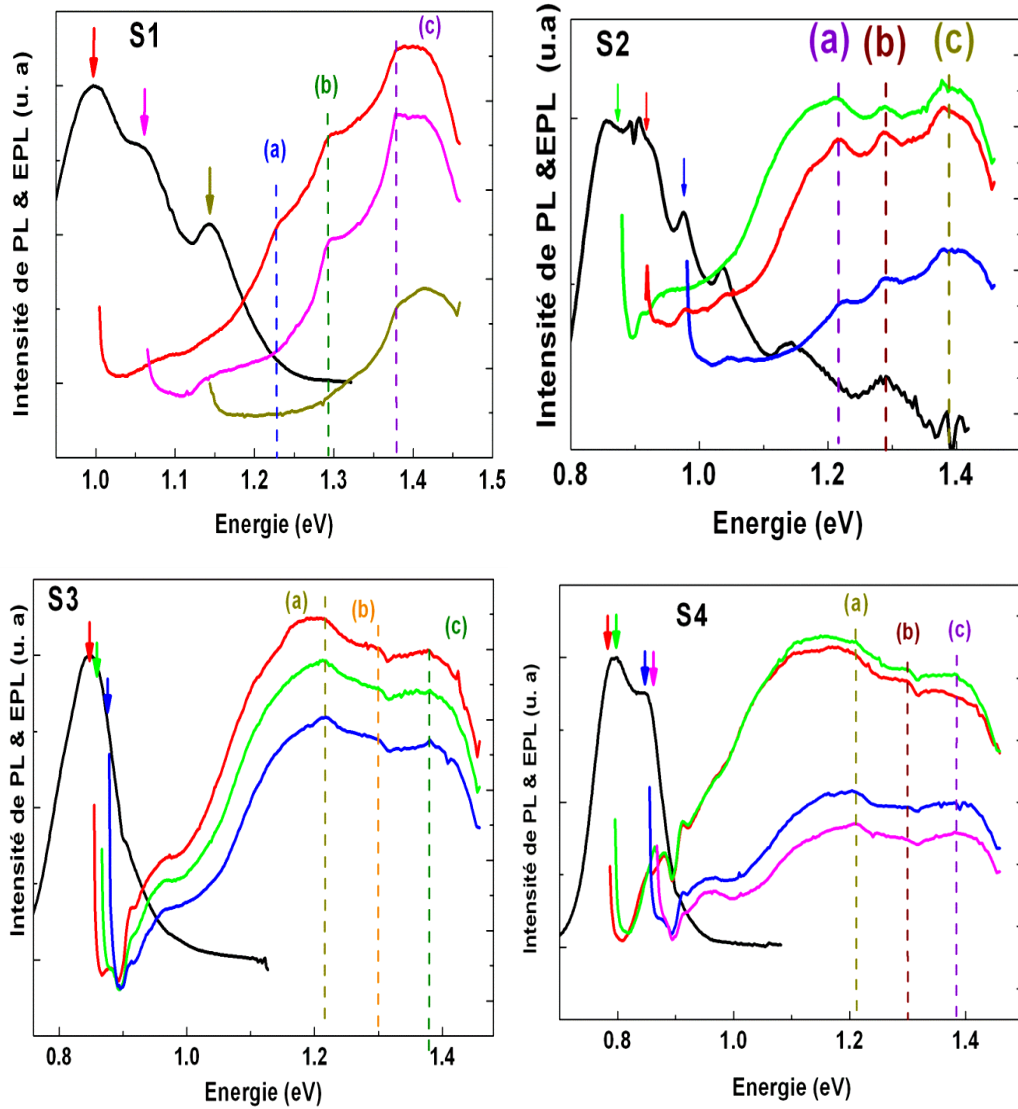 S1
(c)
(b)
(a)
Intensité de PL & EPL (u. a)
1.0 1.1 1.2 1.3 1.4 1.5
Energie (eV)
S2
(a) (b) (c)
Intensité de PL &EPL (u.a)
0.8 1.0 1.2 1.4
Energie (eV)
S3
(a) (b)
(c)
Intensité de PL & EPL (u. a)
0.8 1.0 1.2 1.4
Energie (eV)
S4
(a)
(b) (c)
Intensité de PL & EPL (u. a)
0.8 1.0 1.2 1.4
Energie (eV)